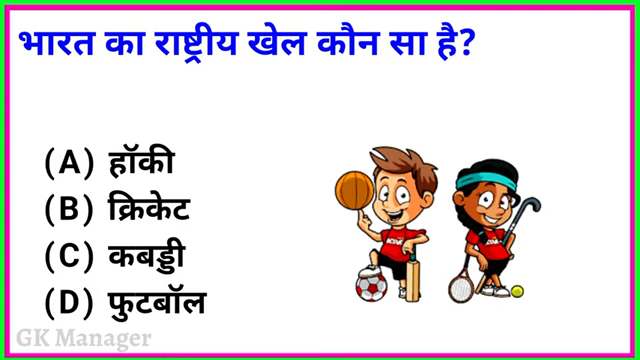 भारत का राष्ट्रीय खेल कौन सा है?
(A) हॉकी
(B) क्रिकेट
(C) कबड्डी
(D) फुटबॉल
GK Manager